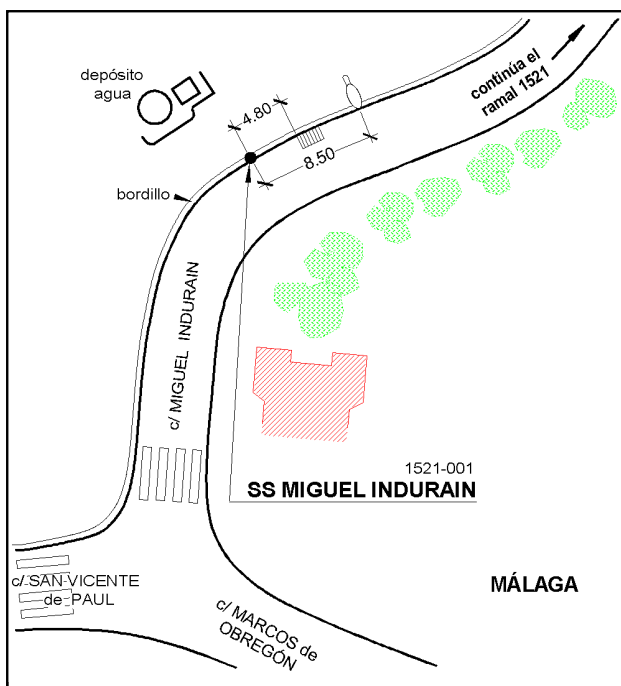 depósito
agua
continúa el
ramal 1521
4.80
8.50
bordillo
c/ MIGUEL INDURAIN
1521-001
SS MIGUEL INDURAIN
c/ SAN VICENTE
de PAUL
c/ MARCOS de
OBREGÓN
MÁLAGA